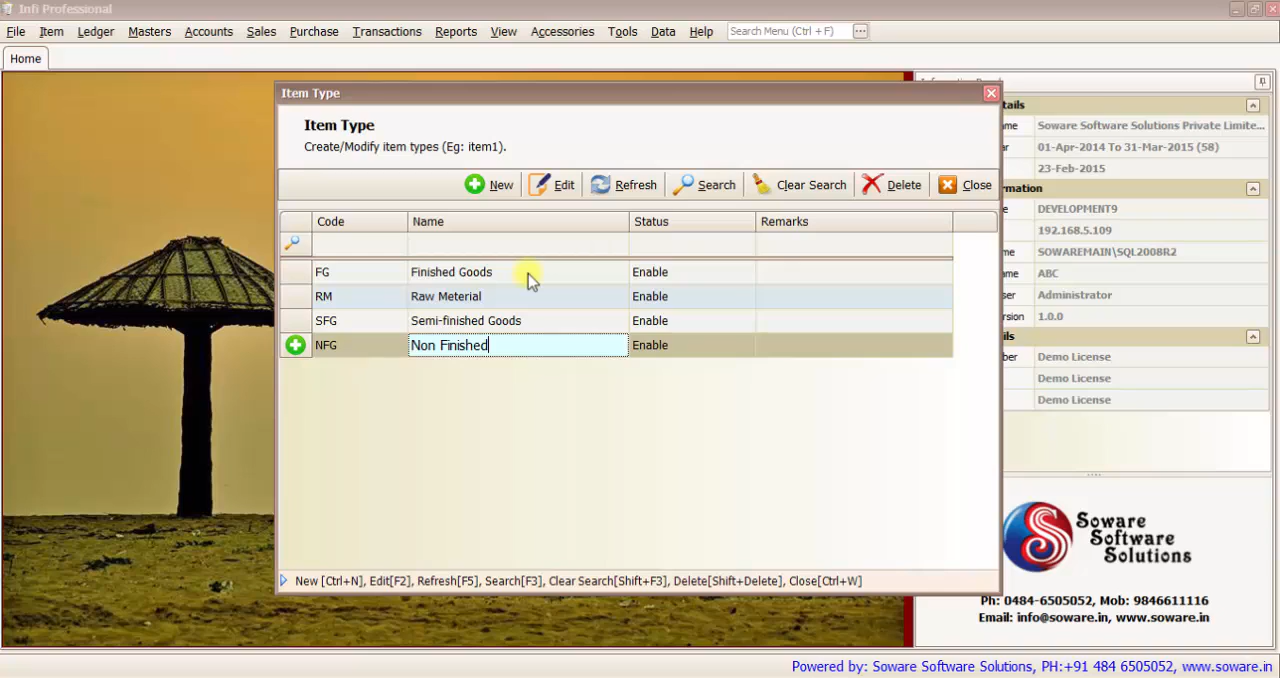 Infi Professional
File Item Ledger Masters Accounts Sales Purchase Transactions Reports View Accessories Tools Data Help Search Menu (Ctrl + F)
Home
Item Type
Item Type
Create/Modify item types (Eg: item1).
New Edit Refresh Search Clear Search Delete Close
Code Name Status Remarks
FG Finished Goods Enable
RM Raw Meterial Enable
SFG Semi-finished Goods Enable
NFG Non Finished Enable
New [Ctrl+N], Edit[F2], Refresh[F5], Search[F3], Clear Search[Shift+F3], Delete[Shift+Delete], Close[Ctrl+W]
Soware Software Solutions Private Limite...
01-Apr-2014 To 31-Mar-2015 (58)
23-Feb-2015
DEVELOPMENT9
192.168.5.109
SOWAREMAIN\SQL2008R2
ABC
Administrator
1.0.0
Demo License
Demo License
Demo License
Soware
Software
Solutions
Ph: 0484-6505052, Mob: 9846611116
Email: info@soware.in, www.soware.in
Powered by: Soware Software Solutions, PH:+91 484 6505052, www.soware.in